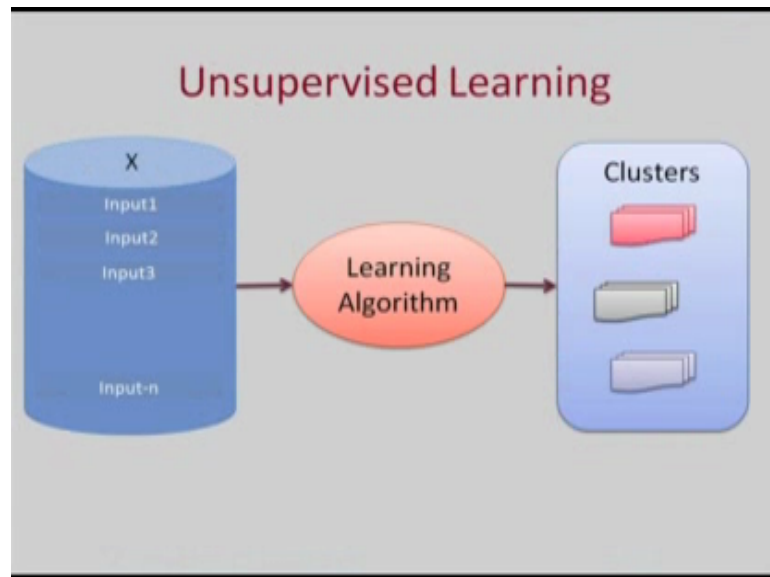 Unsupervised Learning
X
Input1
Input2
Input3
Input-n
Learning
Algorithm
Clusters